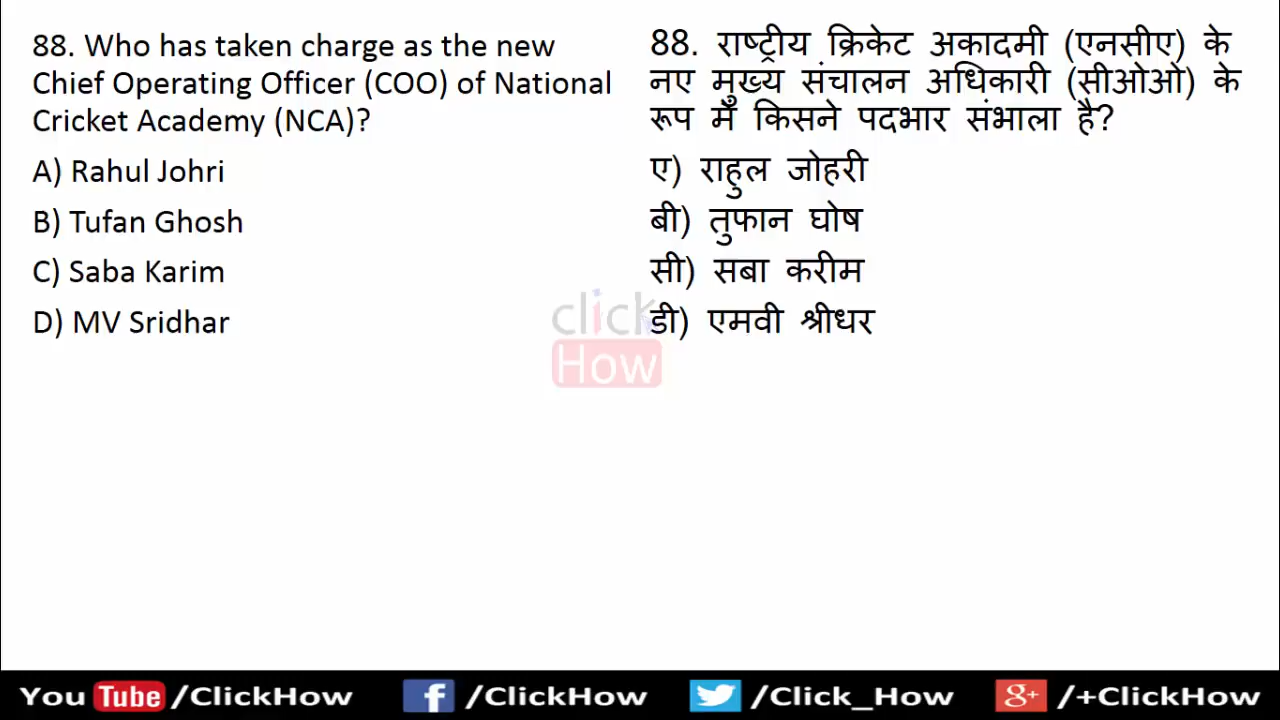 88. Who has taken charge as the new
Chief Operating Officer (COO) of National
Cricket Academy (NCA)?
A) Rahul Johri
B) Tufan Ghosh
C) Saba Karim
D) MV Sridhar
88. राष्ट्रीय क्रिकेट अकादमी (एनसीए) के
नए मुख्य संचालन अधिकारी (सीओओ) के
रूप में किसने पदभार संभाला है?
ए) राहुल जोहरी
बी) तुफान घोष
सी) सबा करीम
डी) एमवी श्रीधर
click
How
You Tube /ClickHow f /ClickHow /Click_How g+ /+ClickHow